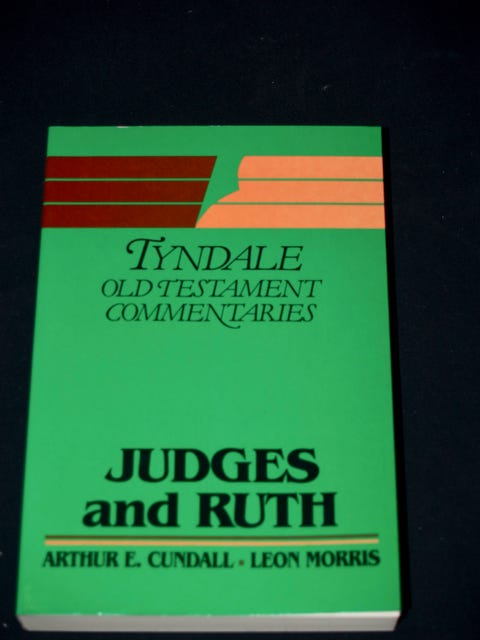 TYNDALE
OLD TESTAMENT
COMMENTARIES
JUDGES
and RUTH
ARTHUR E. CUNDALL • LEON MORRIS